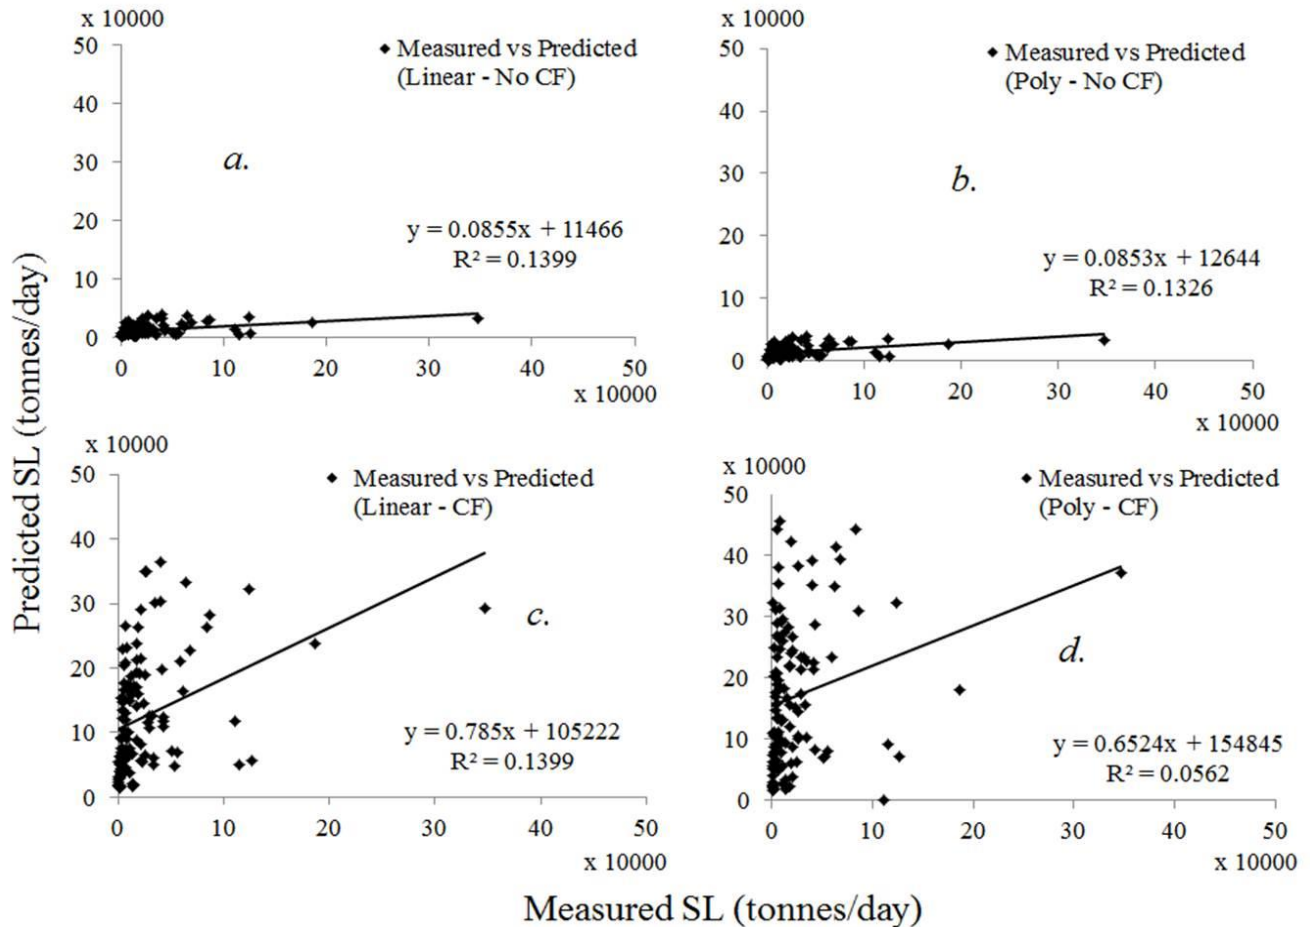 x 10000
50
40
30
20
10
0
◆ Measured vs Predicted
(Linear - No CF)
a.
y = 0.0855x + 11466
R² = 0.1399
0 10 20 30 40 50
x 10000
x 10000
50
40
30
20
10
0
◆ Measured vs Predicted
(Poly - No CF)
b.
y = 0.0853x + 12644
R² = 0.1326
0 10 20 30 40 50
x 10000
Predicted SL (tonnes/day)
x 10000
50
40
30
20
10
0
◆ Measured vs Predicted
(Linear - CF)
c.
y = 0.785x + 105222
R² = 0.1399
0 10 20 30 40 50
x 10000
x 10000
50
40
30
20
10
0
◆ Measured vs Predicted
(Poly - CF)
d.
y = 0.6524x + 154845
R² = 0.0562
0 10 20 30 40 50
x 10000
Measured SL (tonnes/day)